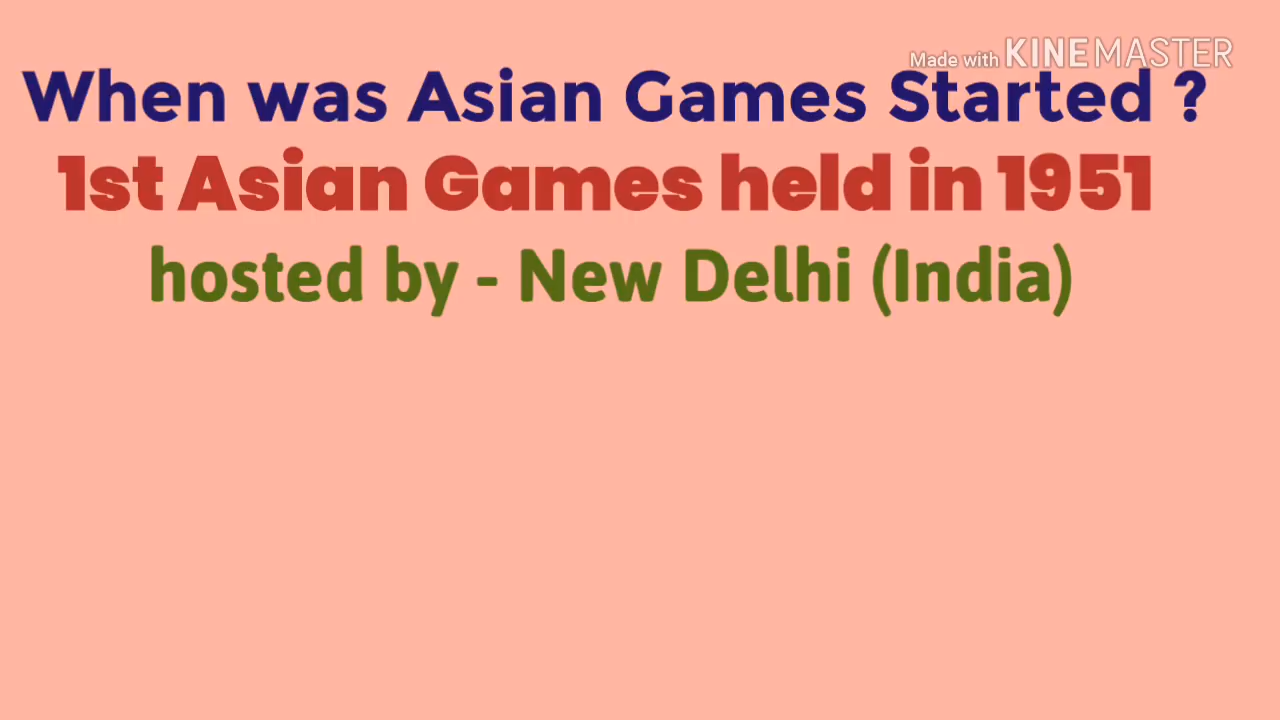 Made with KINEMASTER
When was Asian Games Started ?
1st Asian Games held in 1951
hosted by - New Delhi (India)